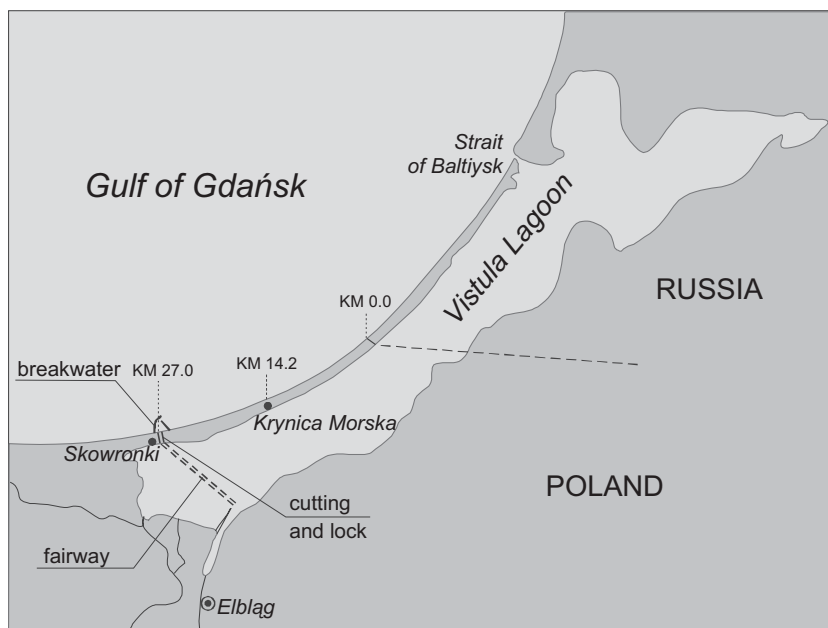 Strait
of Baltiysk
Gulf of Gdańsk
Vistula Lagoon
RUSSIA
KM 0.0
KM 14.2
breakwater
KM 27.0
Krynica Morska
Skowronki
POLAND
cutting
and lock
fairway
Elbląg